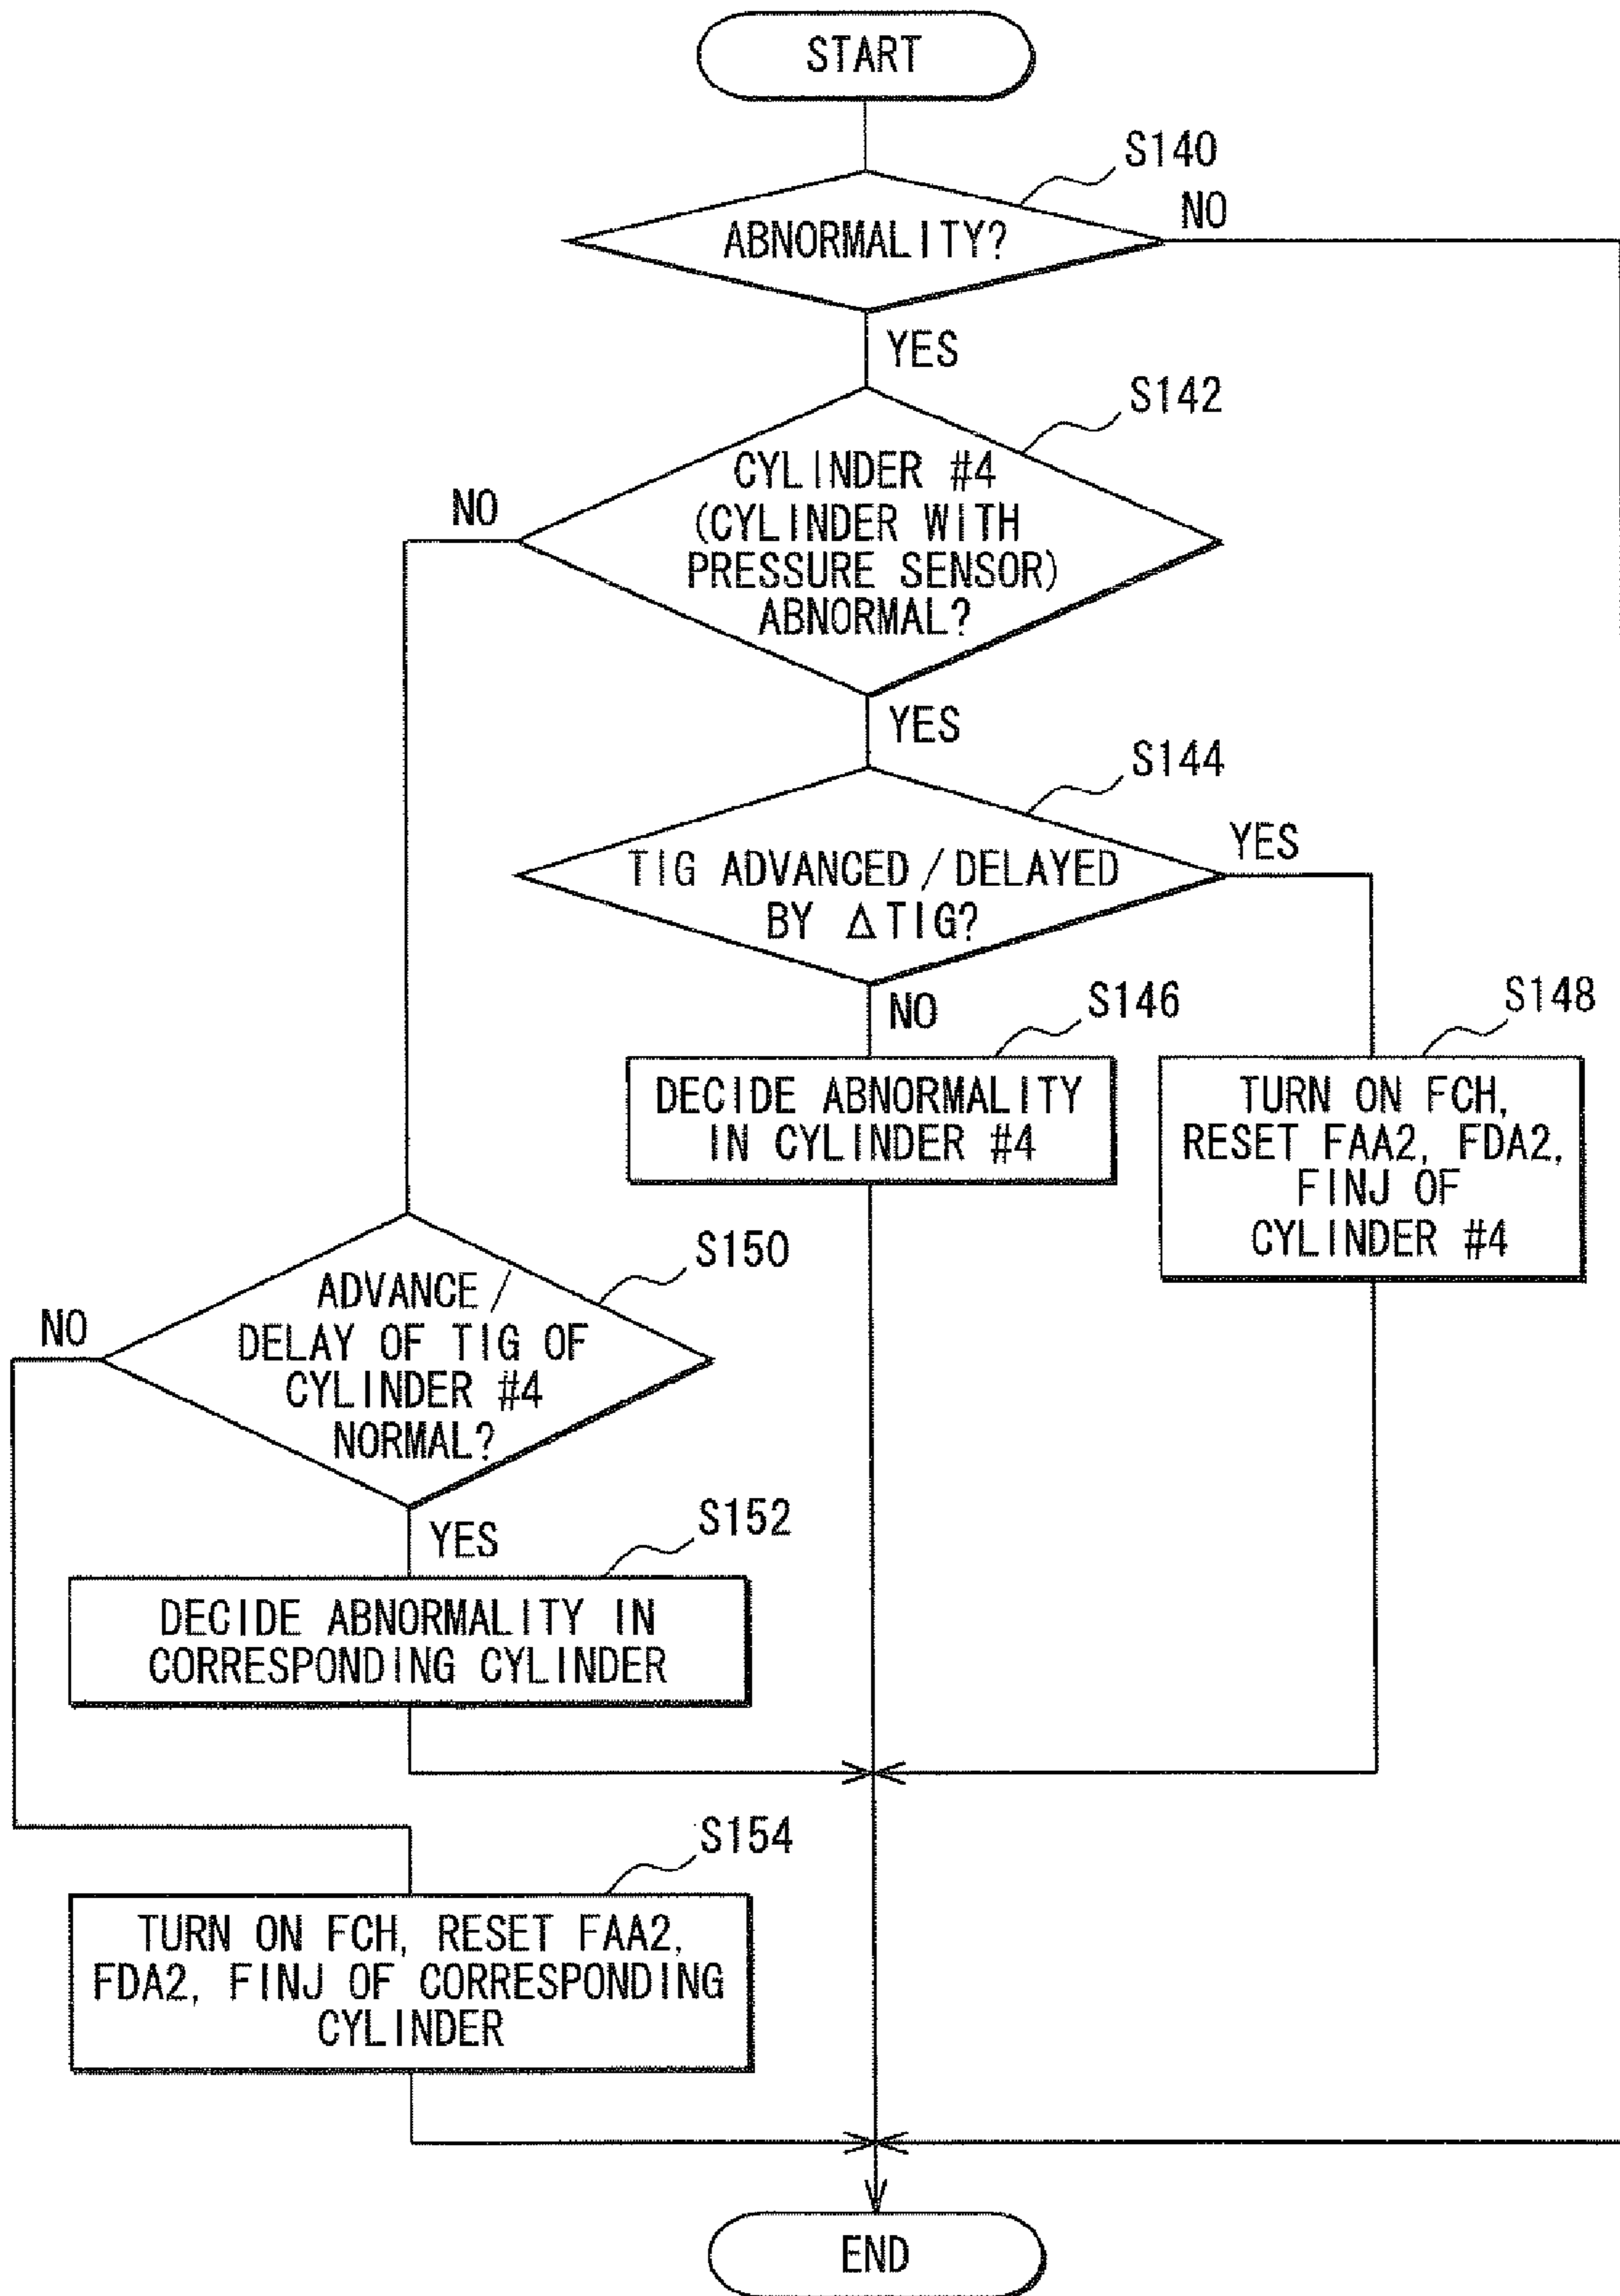 START
S140
ABNORMALITY?
NO
YES
S142
CYLINDER #4
(CYLINDER WITH
PRESSURE SENSOR)
ABNORMAL?
NO
YES
S144
TIG ADVANCED/DELAYED
BY ΔTIG?
YES
NO
S146
DECIDE ABNORMALITY
IN CYLINDER #4
S148
TURN ON FCH,
RESET FAA2, FDA2,
FINJ OF
CYLINDER #4
S150
ADVANCE/
DELAY OF TIG OF
CYLINDER #4
NORMAL?
NO
YES
S152
DECIDE ABNORMALITY IN
CORRESPONDING CYLINDER
S154
TURN ON FCH, RESET FAA2,
FDA2, FINJ OF CORRESPONDING
CYLINDER
END